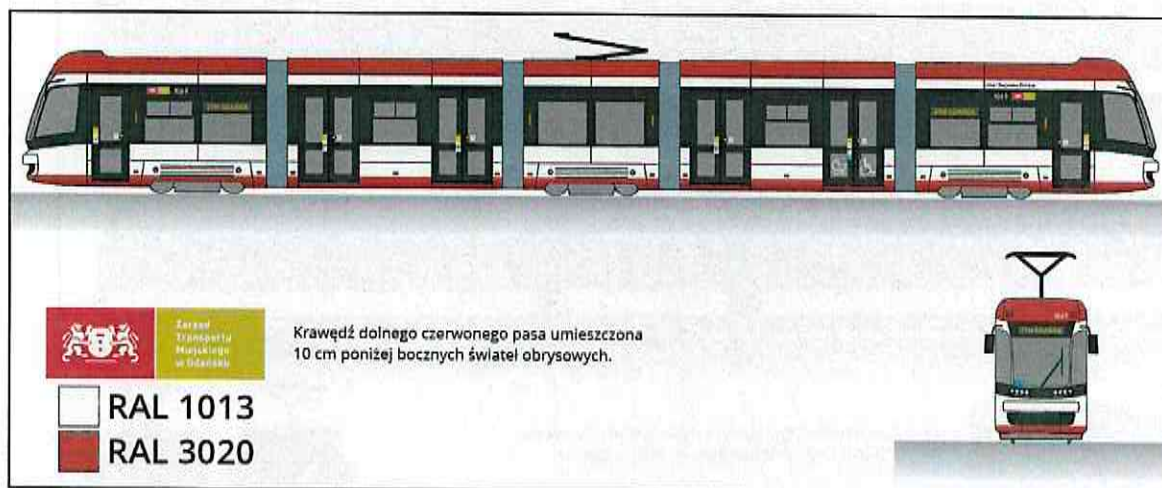 Zarząd
Transportu
Miejskiego
w Gdańsku
Krawędź dolnego czerwonego pasa umieszczona
10 cm poniżej bocznych świateł obrysowych.
RAL 1013
RAL 3020